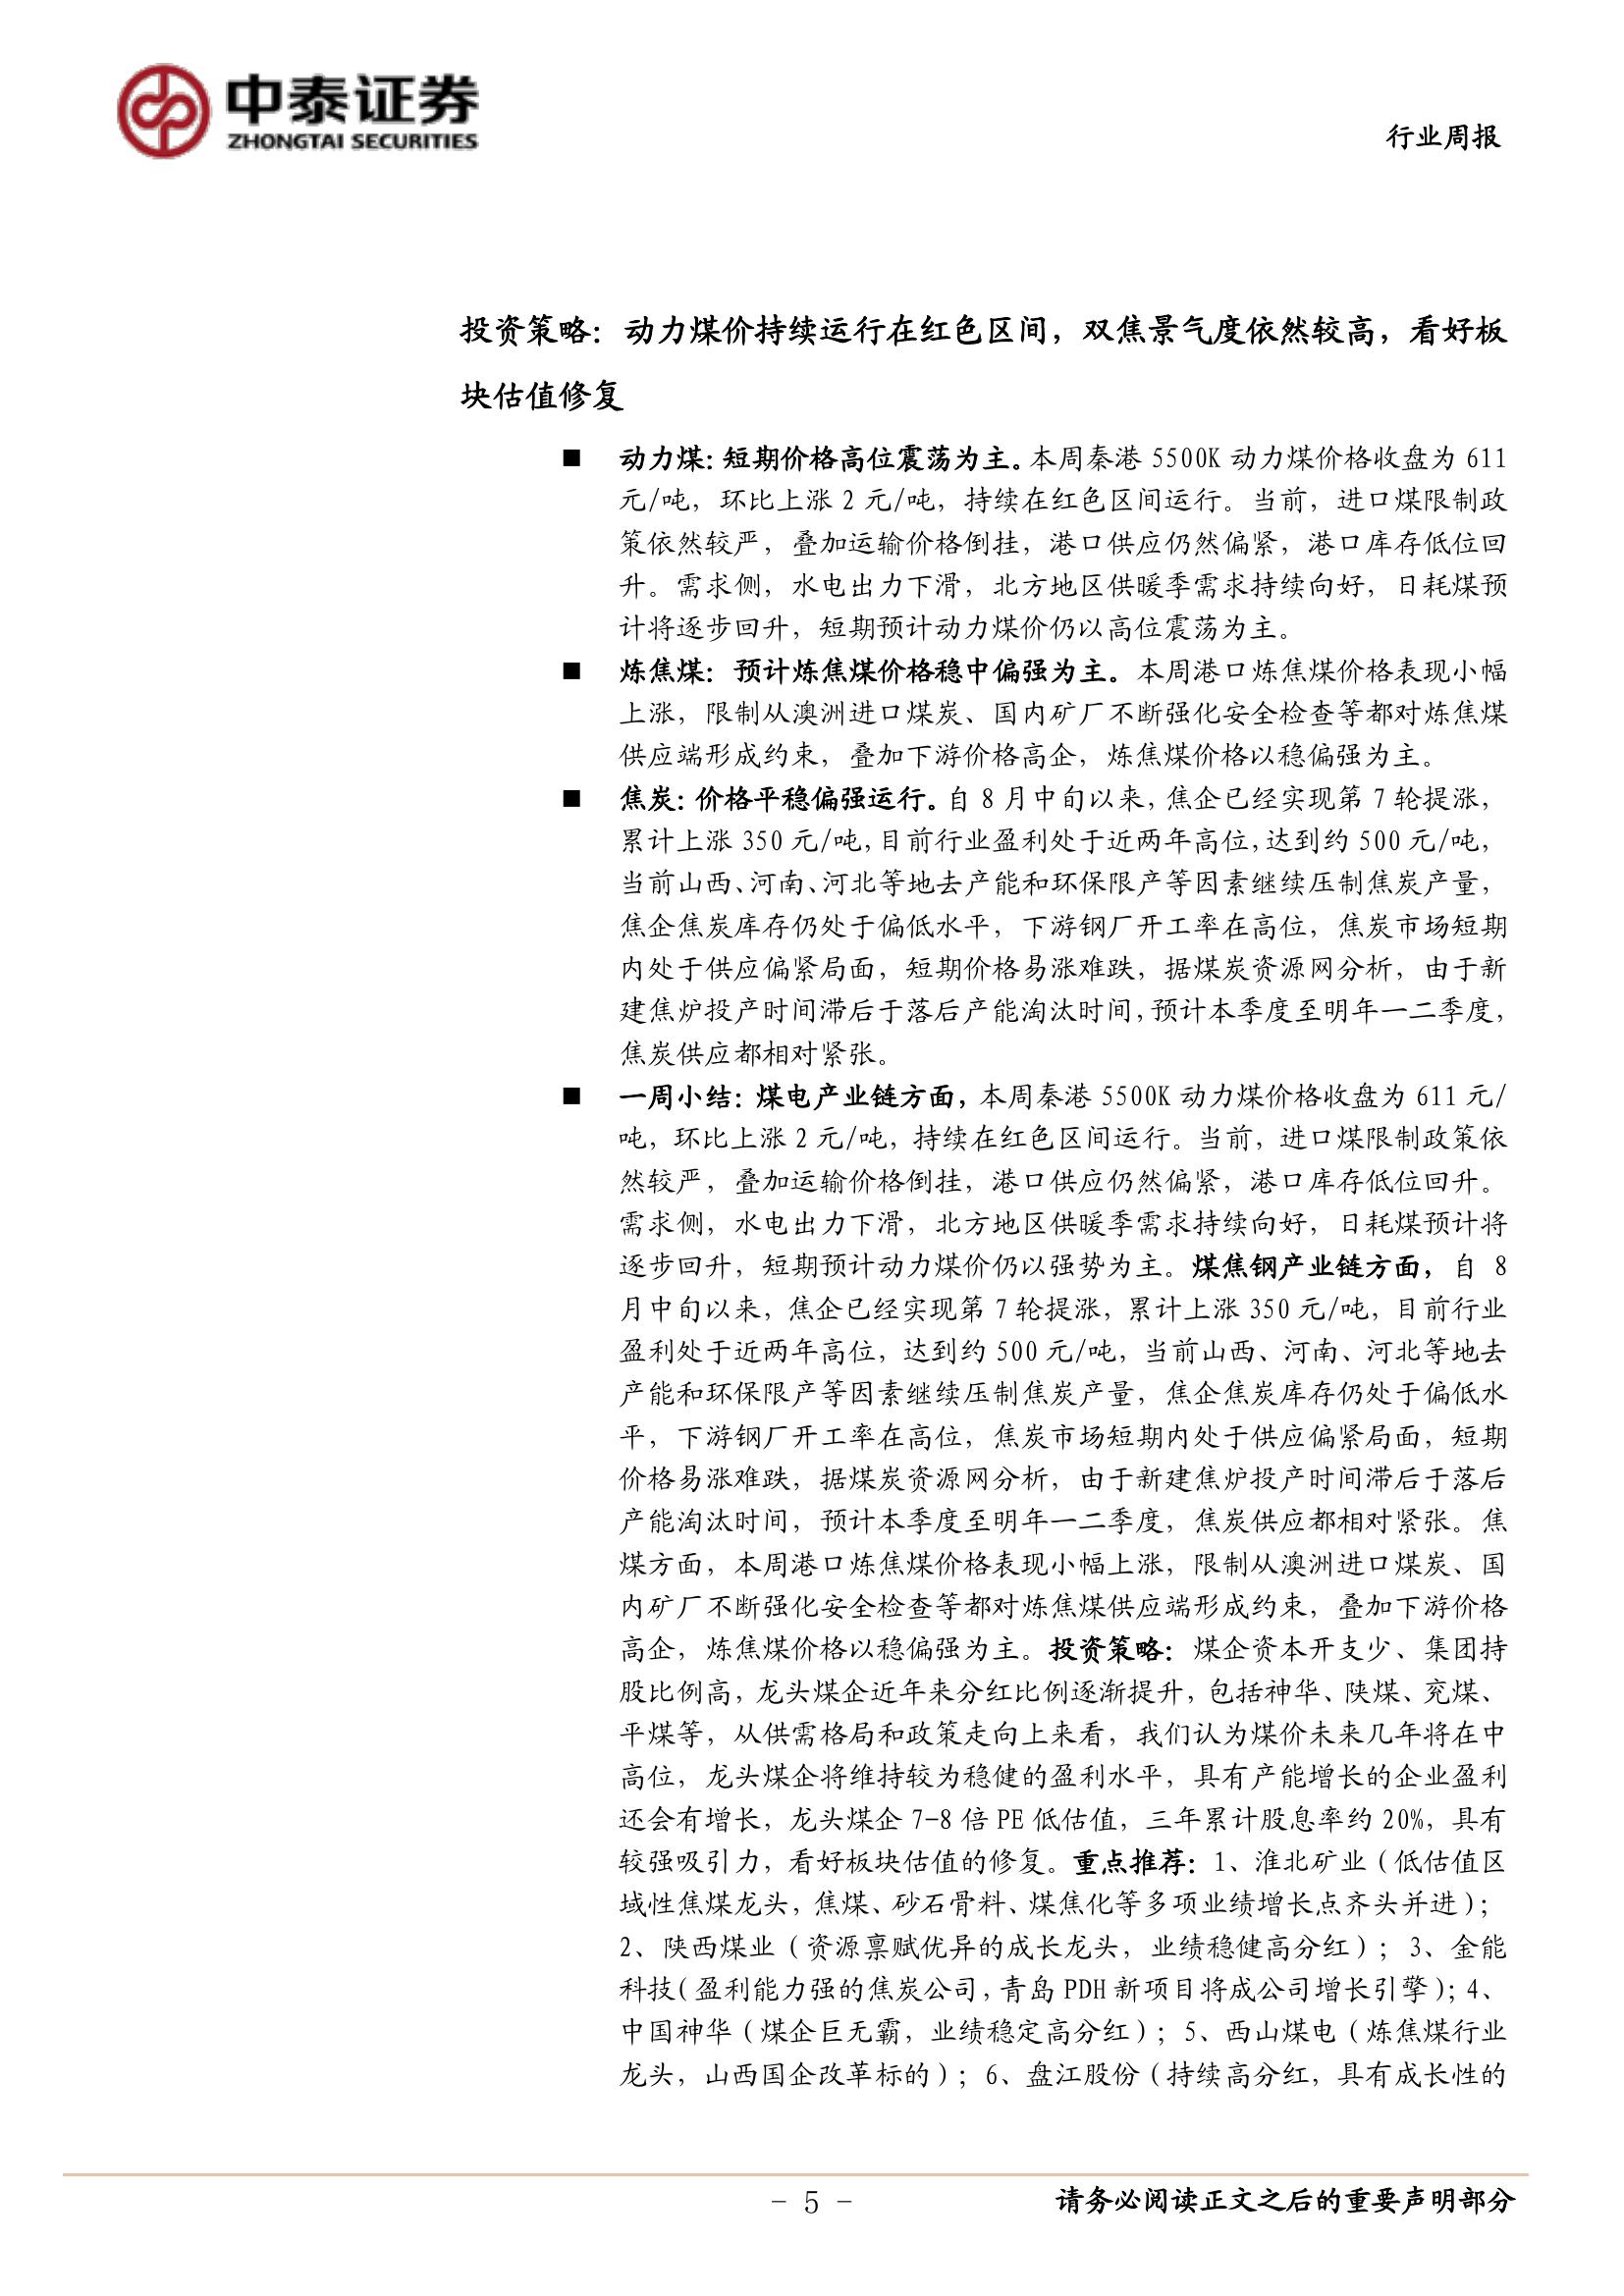 中泰证券
ZHONGTAI SECURITIES
行业周报
投资策略：动力煤价持续运行在红色区间，双焦景气度依然较高，看好板
块估值修复
■ 动力煤：短期价格高位震荡为主。本周秦港 5500K 动力煤价格收盘为 611
元/吨，环比上涨 2 元/吨，持续在红色区间运行。当前，进口煤限制政
策依然较严，叠加运输价格倒挂，港口供应仍然偏紧，港口库存低位回
升。需求侧，水电出力下滑，北方地区供暖季需求持续向好，日耗煤预
计将逐步回升，短期预计动力煤价仍以高位震荡为主。
■ 炼焦煤：预计炼焦煤价格稳中偏强为主。本周港口炼焦煤价格表现小幅
上涨，限制从澳洲进口煤炭、国内矿厂不断强化安全检查等都对炼焦煤
供应端形成约束，叠加下游价格高企，炼焦煤价格以稳偏强为主。
■ 焦炭：价格平稳偏强运行。自 8 月中旬以来，焦企已经实现第 7 轮提涨，
累计上涨 350 元/吨，目前行业盈利处于近两年高位，达到约 500 元/吨，
当前山西、河南、河北等地去产能和环保限产等因素继续压制焦炭产量，
焦企焦炭库存仍处于偏低水平，下游钢厂开工率在高位，焦炭市场短期
内处于供应偏紧局面，短期价格易涨难跌，据煤炭资源网分析，由于新
建焦炉投产时间滞后于落后产能淘汰时间，预计本季度至明年一二季度，
焦炭供应都相对紧张。
■ 一周小结：煤电产业链方面，本周秦港 5500K 动力煤价格收盘为 611 元/
吨，环比上涨 2 元/吨，持续在红色区间运行。当前，进口煤限制政策依
然较严，叠加运输价格倒挂，港口供应仍然偏紧，港口库存低位回升。
需求侧，水电出力下滑，北方地区供暖季需求持续向好，日耗煤预计将
逐步回升，短期预计动力煤价仍以强势为主。煤焦钢产业链方面，自 8
月中旬以来，焦企已经实现第 7 轮提涨，累计上涨 350 元/吨，目前行业
盈利处于近两年高位，达到约 500 元/吨，当前山西、河南、河北等地去
产能和环保限产等因素继续压制焦炭产量，焦企焦炭库存仍处于偏低水
平，下游钢厂开工率在高位，焦炭市场短期内处于供应偏紧局面，短期
价格易涨难跌，据煤炭资源网分析，由于新建焦炉投产时间滞后于落后
产能淘汰时间，预计本季度至明年一二季度，焦炭供应都相对紧张。焦
煤方面，本周港口炼焦煤价格表现小幅上涨，限制从澳洲进口煤炭、国
内矿厂不断强化安全检查等都对炼焦煤供应端形成约束，叠加下游价格
高企，炼焦煤价格以稳偏强为主。投资策略：煤企资本开支少、集团持
股比例高，龙头煤企近年来分红比例逐渐提升，包括神华、陕煤、兖煤、
平煤等，从供需格局和政策走向上来看，我们认为煤价未来几年将在中
高位，龙头煤企将维持较为稳健的盈利水平，具有产能增长的企业盈利
还会有增长，龙头煤企 7-8 倍 PE 低估值，三年累计股息率约 20%，具有
较强吸引力，看好板块估值的修复。重点推荐：1、淮北矿业（低估值区
域性焦煤龙头，焦煤、砂石骨料、煤焦化等多项业绩增长点齐头并进）；
2、陕西煤业（资源禀赋优异的成长龙头，业绩稳健高分红）；3、金能
科技（盈利能力强的焦炭公司，青岛 PDH 新项目将成公司增长引擎）；4、
中国神华（煤企巨无霸，业绩稳定高分红）；5、西山煤电（炼焦煤行业
龙头，山西国企改革标的）；6、盘江股份（持续高分红，具有成长性的
- 5 -
请务必阅读正文之后的重要声明部分